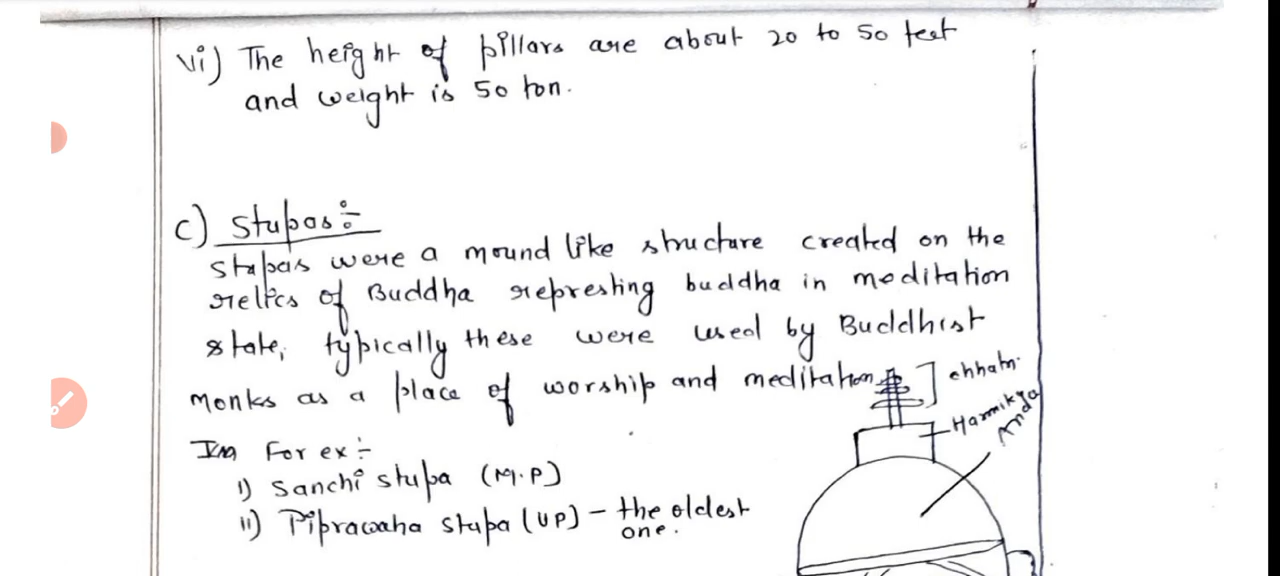 vi) The height of pillars are about 20 to 50 feet
and weight is 50 ton.
c) Stupas:-
stupas were a mound like structure created on the
relics of Buddha represting buddha in meditation
state, typically these were used by Buddhist
Monks as a place of worship and meditation.
chhatri
Harmikya
Anda
For ex:-
i) Sanchi stupa (M.P)
ii) Piprawaha stupa (UP) - the oldest
one.